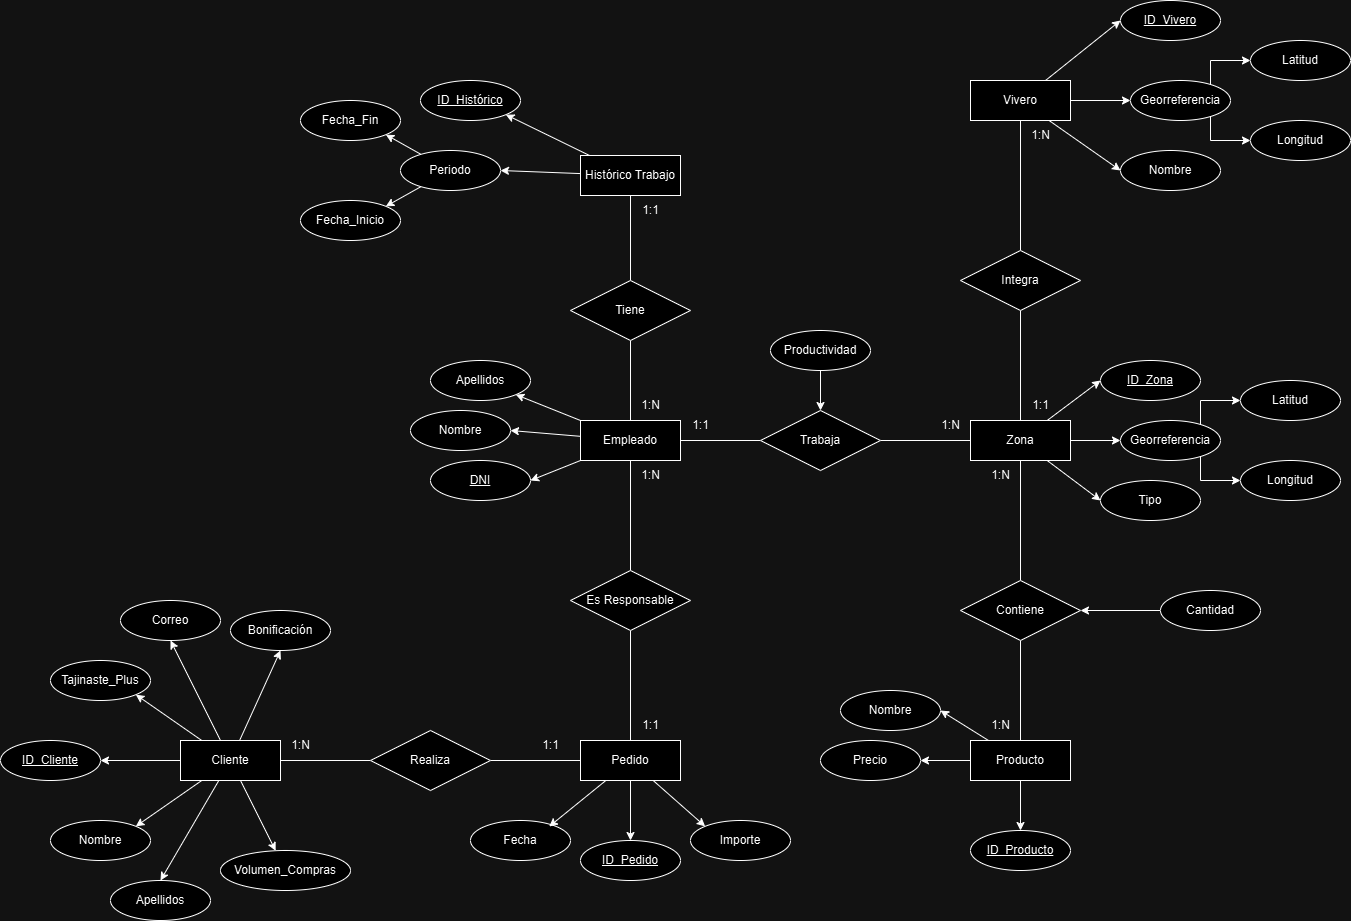 ID_Vivero
Latitud
Vivero
Georreferencia
Longitud
1:N
Nombre
ID_Histórico
Fecha_Fin
Periodo
Histórico Trabajo
Fecha_Inicio
1:1
Integra
Tiene
Productividad
Apellidos
1:N
Nombre
Empleado
1:1
DNI
1:N
Trabaja
1:N
1:1
ID_Zona
Latitud
Zona
Georreferencia
Longitud
1:N
Tipo
Es Responsable
Contiene
Cantidad
Correo
Bonificación
Tajinaste_Plus
ID_Cliente
Cliente
1:N
Realiza
1:1
1:1
Pedido
Nombre
1:N
Precio
Producto
Nombre
Volumen_Compras
Apellidos
Fecha
ID_Pedido
Importe
ID_Producto